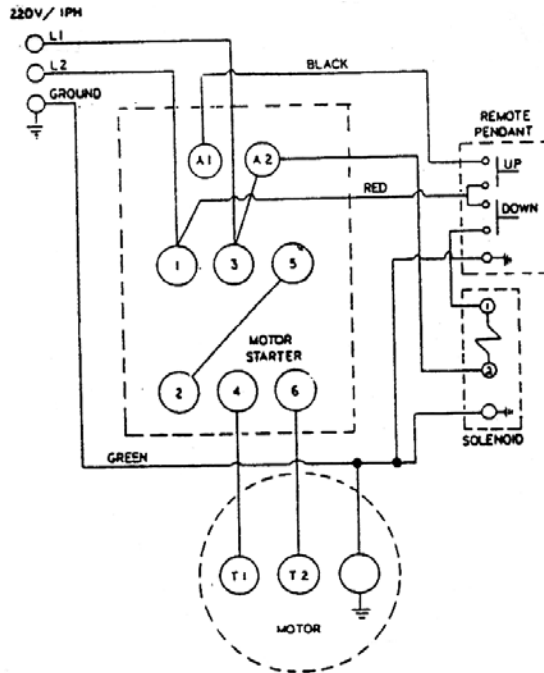 220V/ 1PH
L1
L2
GROUND
BLACK
REMOTE
PENDANT
A1
A2
UP
RED
DOWN
1
3
5
1
MOTOR
STARTER
2
4
6
2
SOLENOID
GREEN
T1
T2
MOTOR